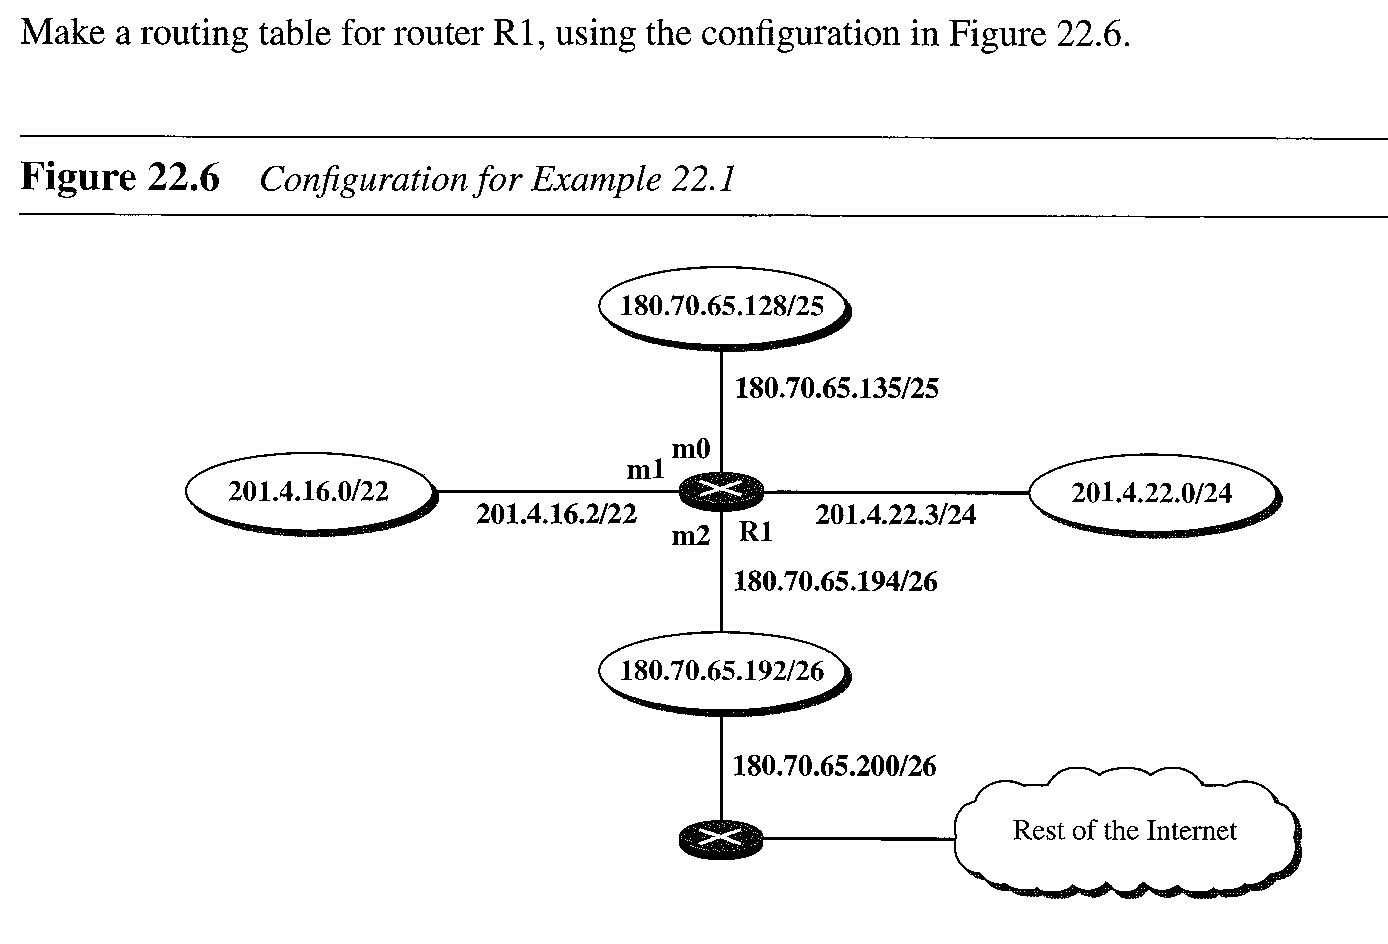 Make a routing table for router R1, using the configuration in Figure 22.6.
Figure 22.6 Configuration for Example 22.1
180.70.65.128/25
180.70.65.135/25
m0
m1
201.4.16.0/22
201.4.22.0/24
201.4.16.2/22
201.4.22.3/24
m2
R1
180.70.65.194/26
180.70.65.192/26
180.70.65.200/26
Rest of the Internet